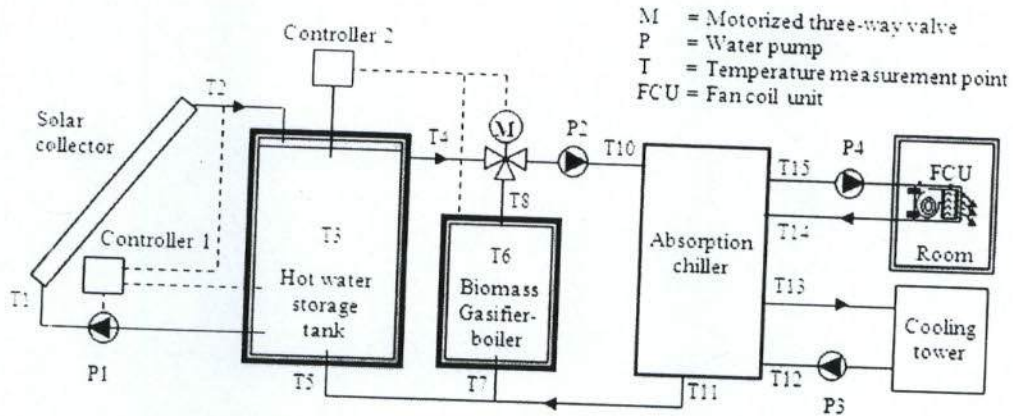 M = Motorized three-way valve
P = Water pump
T = Temperature measurement point
FCU = Fan coil unit
Controller 2
T2
Solar
collector
M
P2
T4
T10
T15
P4
FCU
T8
T3
T6
Absorption
chiller
T14
Room
Controller 1
Hot water
storage
tank
Biomass
Gasifier-
boiler
T1
T13
Cooling
tower
P1
T5
T7
T11
T12
P3